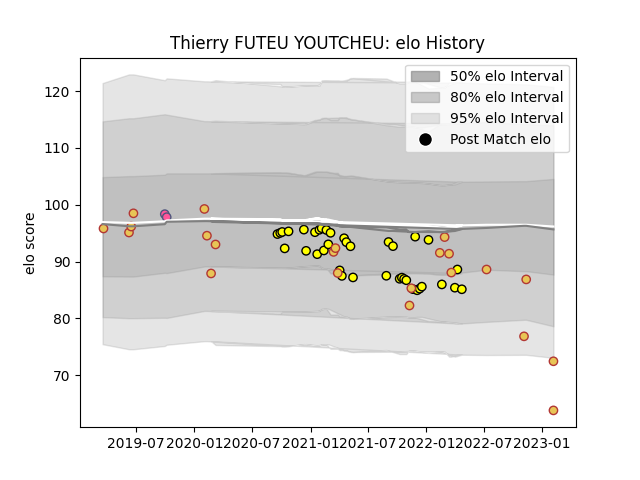 Thierry FUTEU YOUTCHEU: elo History
50% elo Interval
80% elo Interval
95% elo Interval
Post Match elo
elo score
120
110
100
90
80
70
2019-07
2020-01
2020-07
2021-01
2021-07
2022-01
2022-07
2023-01